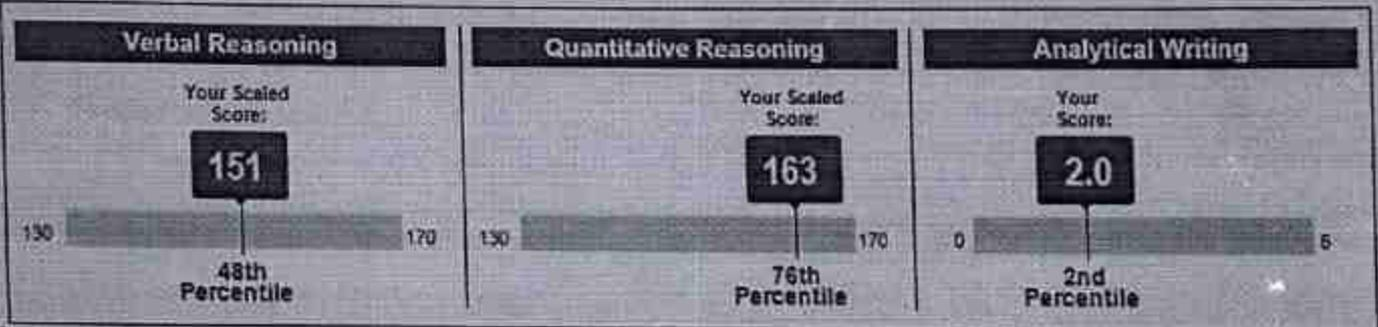 Verbal Reasoning
Your Scaled
Score:
151
130
170
48th
Percentile
Quantitative Reasoning
Your Scaled
Score:
163
130
170
76th
Percentile
Analytical Writing
Your
Score:
2.0
0
6
2nd
Percentile